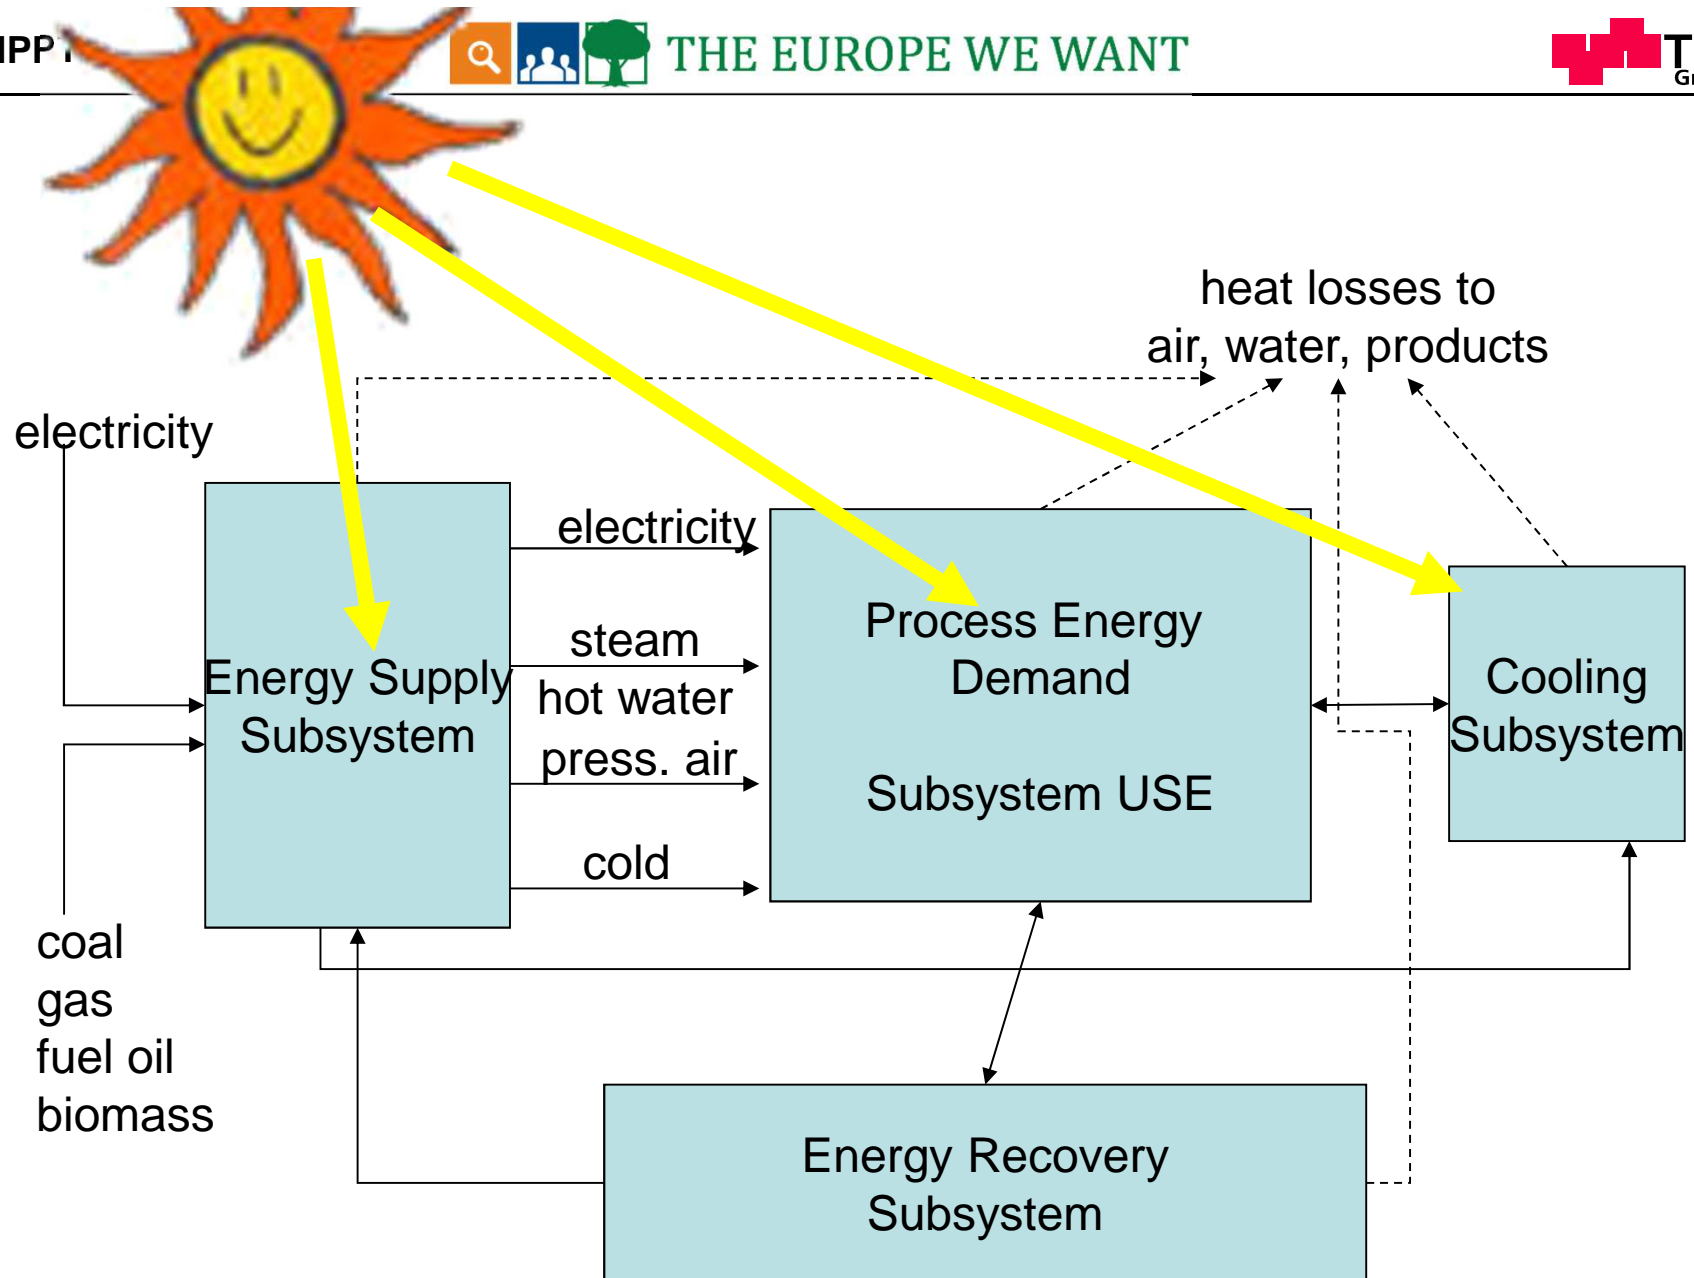 IPPT
THE EUROPE WE WANT
T
heat losses to
air, water, products
electricity
electricity
steam
hot water
press. air
cold
Energy Supply
Subsystem
Process Energy
Demand
Subsystem USE
Cooling
Subsystem
coal
gas
fuel oil
biomass
Energy Recovery
Subsystem